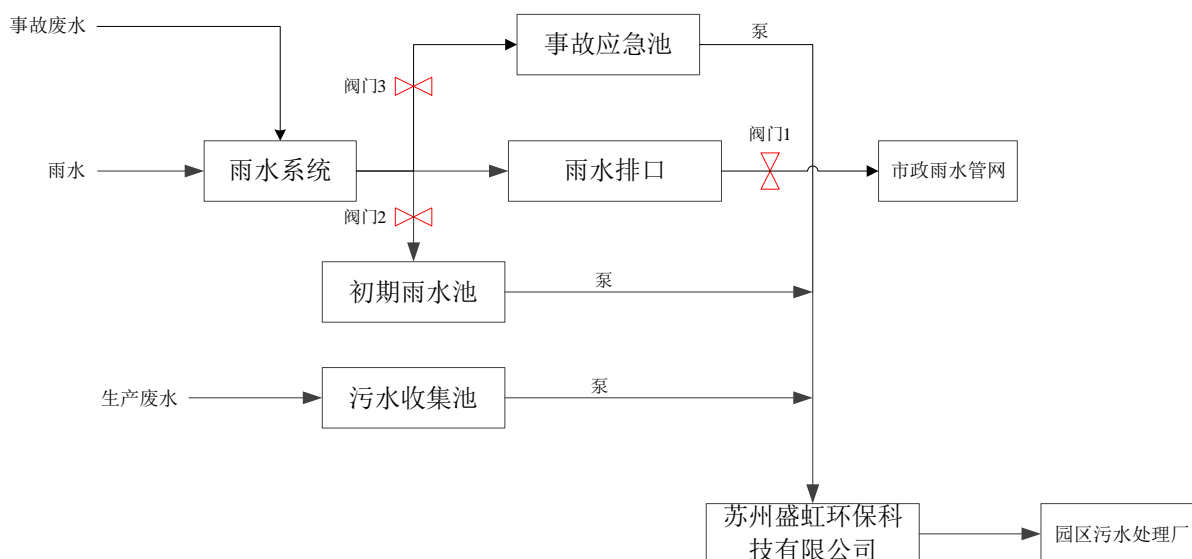 事故废水
事故应急池
泵
阀门3
阀门1
雨水
雨水系统
雨水排口
市政雨水管网
阀门2
初期雨水池
泵
生产废水
污水收集池
泵
苏州盛虹环保科
技有限公司
园区污水处理厂